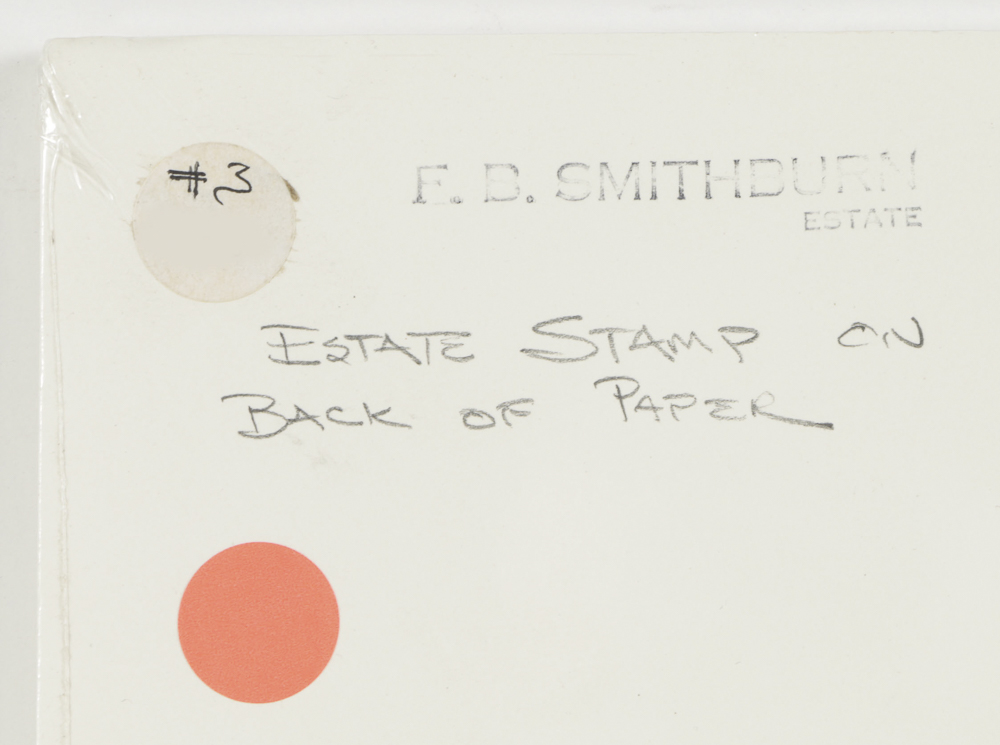 #3
F. B. SMITHBURN
ESTATE
ESTATE STAMP ON
BACK OF PAPER